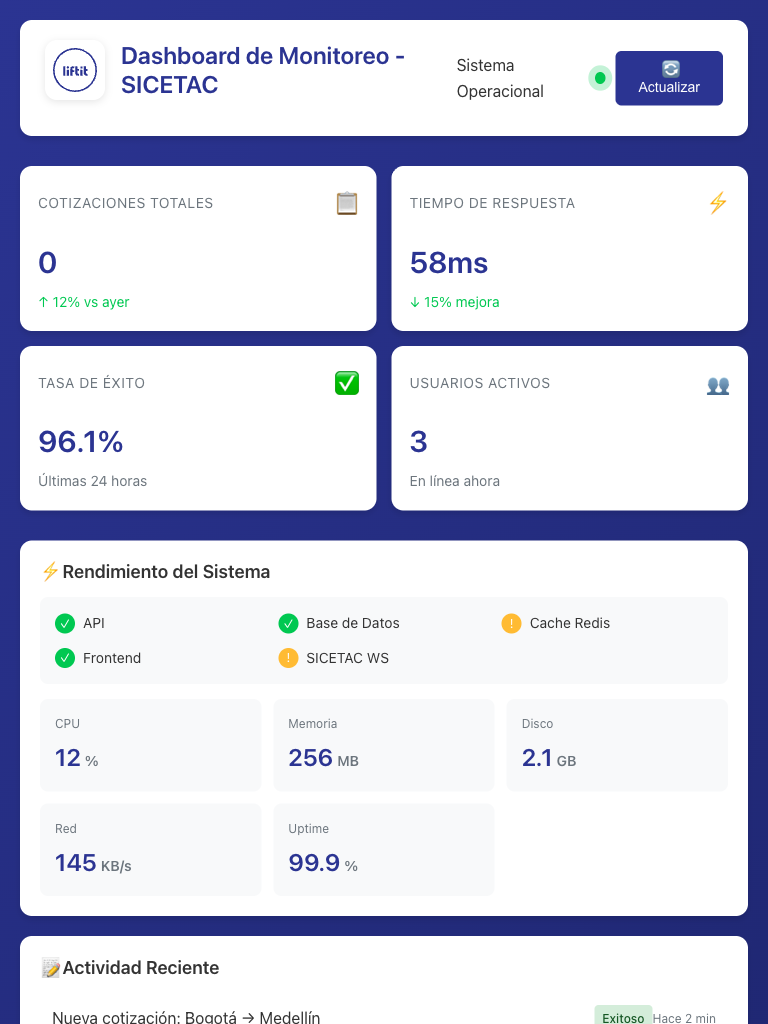 liftit
Dashboard de Monitoreo -
SICETAC
Sistema
Operacional
Actualizar
COTIZACIONES TOTALES
0
↑ 12% vs ayer
TIEMPO DE RESPUESTA
58ms
↓ 15% mejora
TASA DE ÉXITO
96.1%
Últimas 24 horas
USUARIOS ACTIVOS
3
En línea ahora
Rendimiento del Sistema
API
Base de Datos
Cache Redis
Frontend
SICETAC WS
CPU
12 %
Memoria
256 MB
Disco
2.1 GB
Red
145 KB/s
Uptime
99.9 %
Actividad Reciente
Nueva cotización: Bogotá → Medellín
Exitoso Hace 2 min